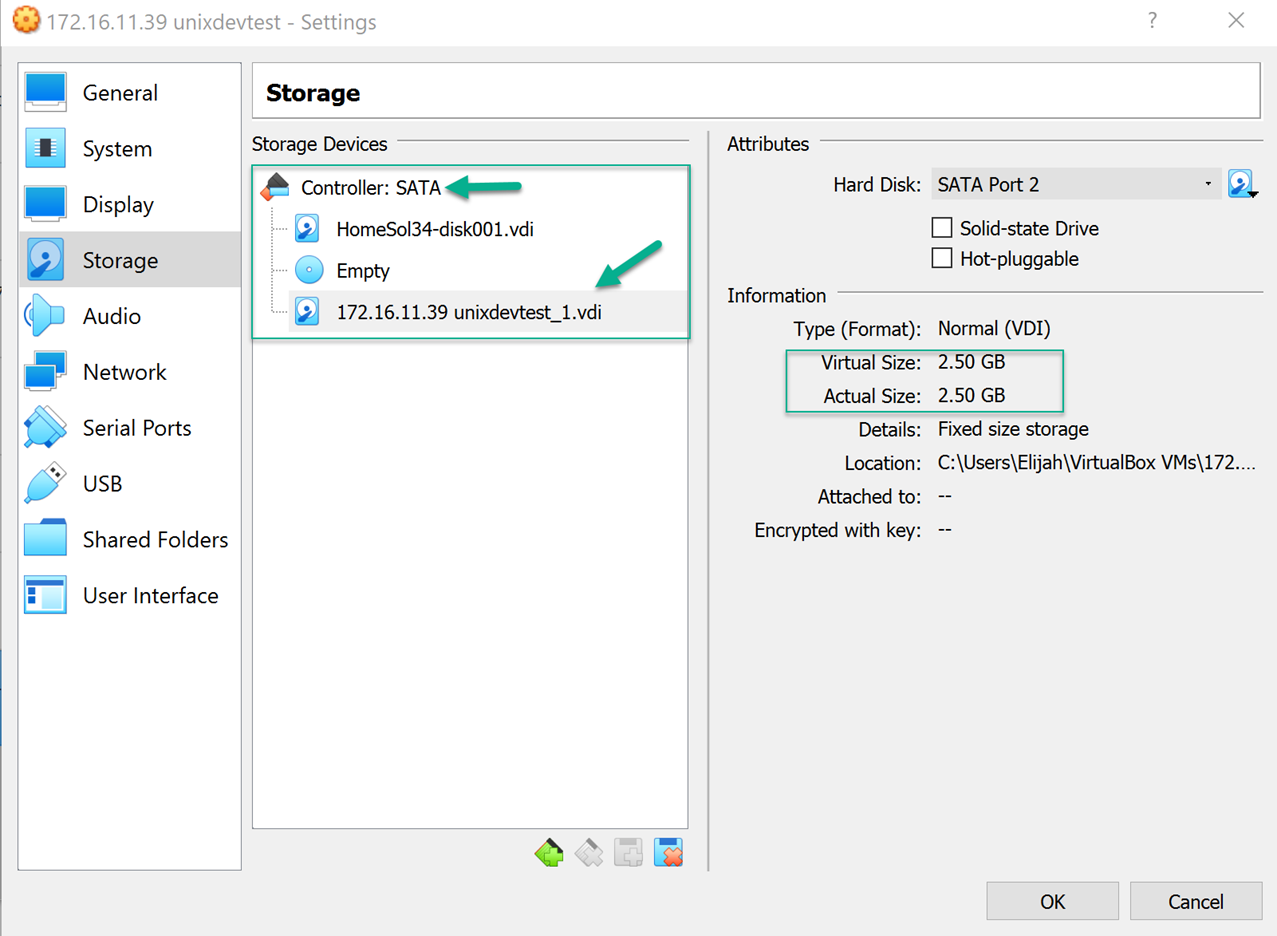 172.16.11.39 unixdevtest - Settings
?
General
System
Display
Storage
Audio
Network
Serial Ports
USB
Shared Folders
User Interface
Storage
Storage Devices
Controller: SATA
HomeSol34-disk001.vdi
Empty
172.16.11.39 unixdevtest_1.vdi
Attributes
Hard Disk: SATA Port 2
Solid-state Drive
Hot-pluggable
Information
Type (Format): Normal (VDI)
Virtual Size: 2.50 GB
Actual Size: 2.50 GB
Details: Fixed size storage
Location: C:\Users\Elijah\VirtualBox VMs\172....
Attached to: --
Encrypted with key: --
OK Cancel